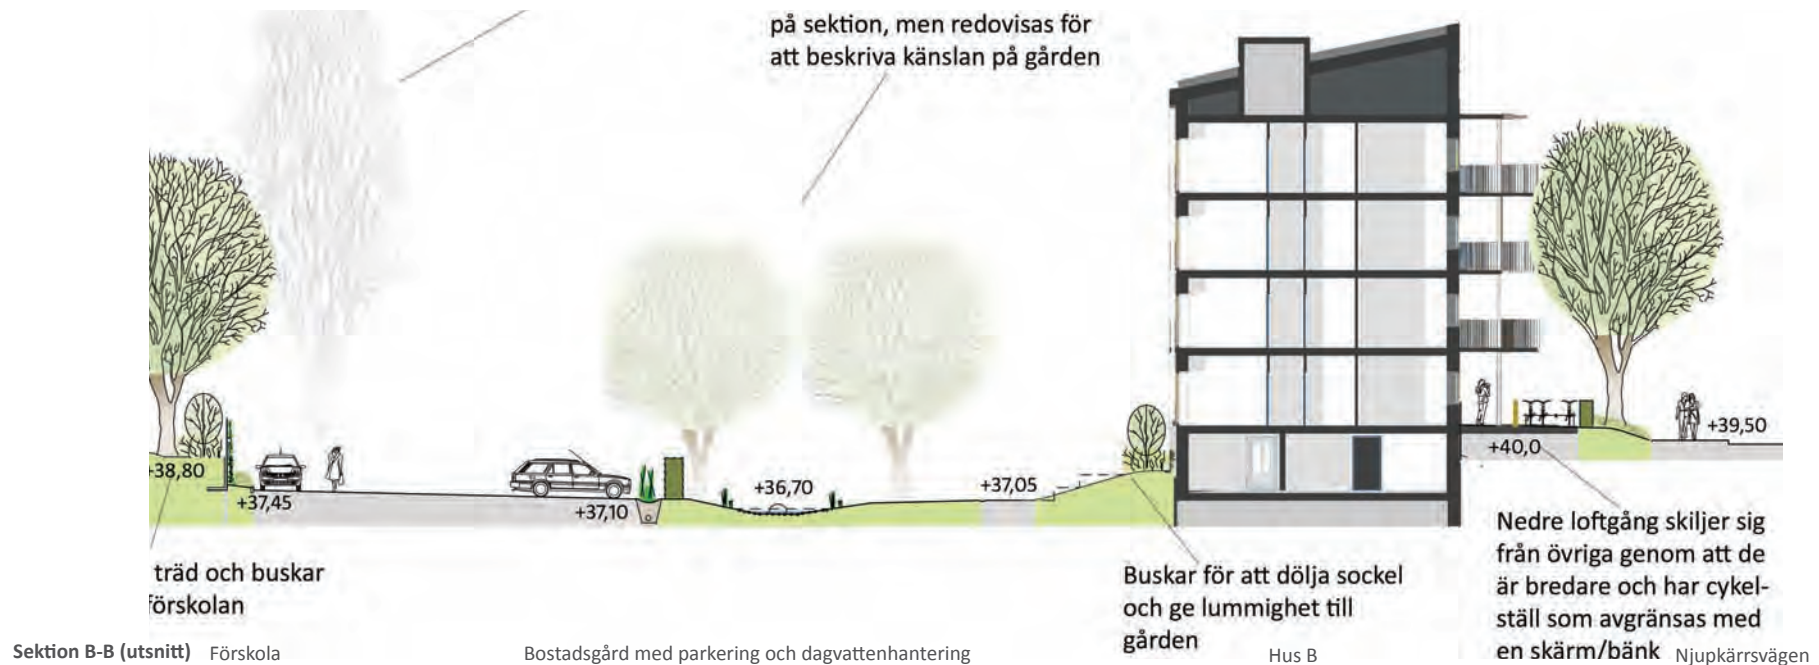 på sektion, men redovisas för
att beskriva känslan på gården
+38,80
+37,45
+37,10
+36,70
+37,05
+40,0
+39,50
träd och buskar
förskolan
Buskar för att dölja sockel
och ge lummighet till
gården
Nedre loftgång skiljer sig
från övriga genom att de
är bredare och har cykel-
ställ som avgränsas med
en skärm/bänk
Sektion B-B (utsnitt) Förskola
Bostadsgård med parkering och dagvattenhantering
Hus B
Njupkärrsvägen